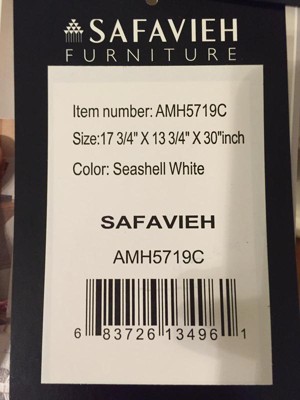 SAFAVIEH
FURNITURE
Item number: AMH5719C
Size:17 3/4" X 13 3/4" X 30"inch
Color: Seashell White
SAFAVIEH
AMH5719C
6 83726 13496 1